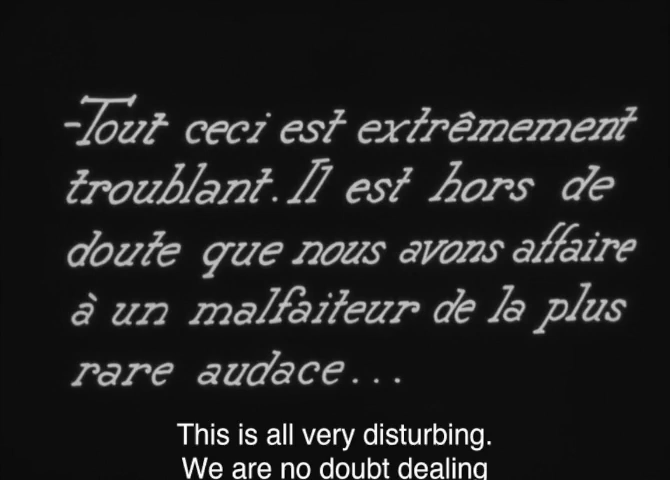 -Tout ceci est extrêmement
troublant. Il est hors de
doute que nous avons affaire
à un malfaiteur de la plus
rare audace...
This is all very disturbing.
We are no doubt dealing